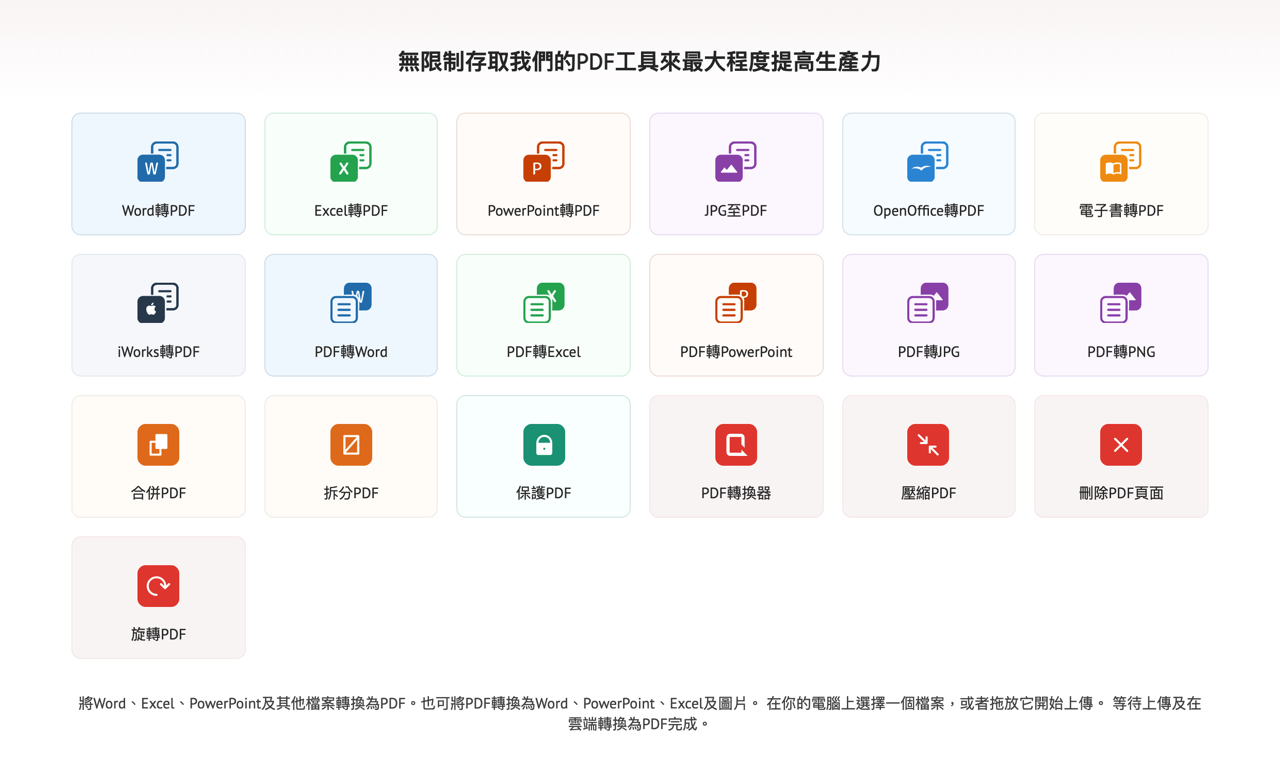 無限制存取我們的PDF工具來最大程度提高生產力
W
Word轉PDF
X
Excel轉PDF
P
PowerPoint轉PDF
JPG至PDF
OpenOffice轉PDF
電子書轉PDF
iWorks轉PDF
W
PDF轉Word
X
PDF轉Excel
P
PDF轉PowerPoint
PDF轉JPG
PDF轉PNG
合併PDF
拆分PDF
保護PDF
PDF轉換器
壓縮PDF
刪除PDF頁面
旋轉PDF
將Word、Excel、PowerPoint及其他檔案轉換為PDF。也可將PDF轉換為Word、PowerPoint、Excel及圖片。 在你的電腦上選擇一個檔案，或者拖放它開始上傳。 等待上傳及在
雲端轉換為PDF完成。